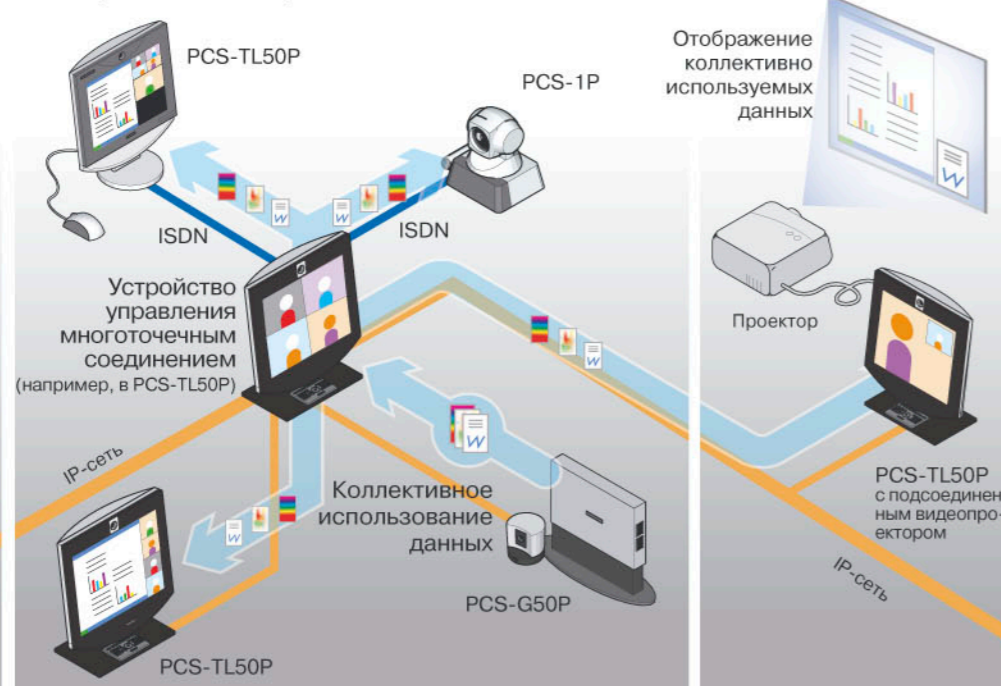 PCS-TL50P
PCS-1P
Отображение
коллективно
используемых
данных
ISDN
ISDN
Устройство
управления
многоточечным
соединением
(например, в PCS-TL50P)
Проектор
IP-сеть
Коллективное
использование
данных
PCS-TL50P
с подсоединен
ным видеопро-
ектором
IP-сеть
PCS-G50P
PCS-TL50P